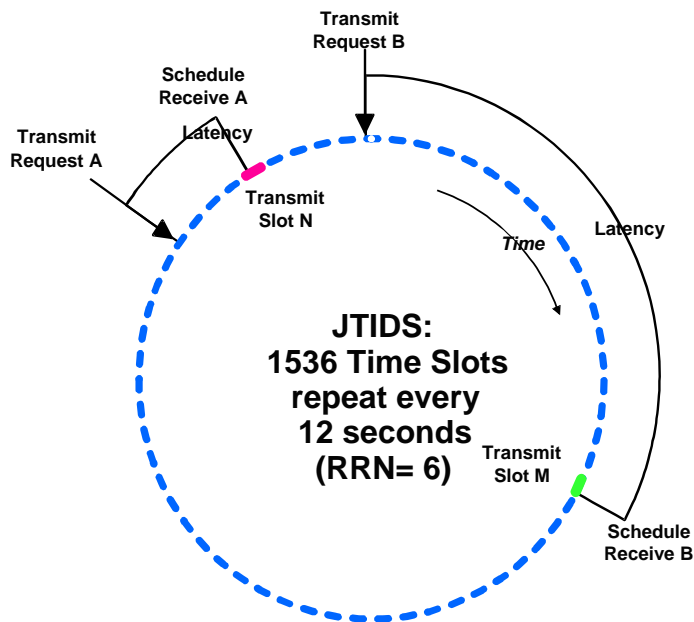 Transmit
Request B
Schedule
Receive A
Latency
Transmit
Request A
Transmit
Slot N
Time
Latency
JTIDS:
1536 Time Slots
repeat every
12 seconds
(RRN= 6)
Transmit
Slot M
Schedule
Receive B